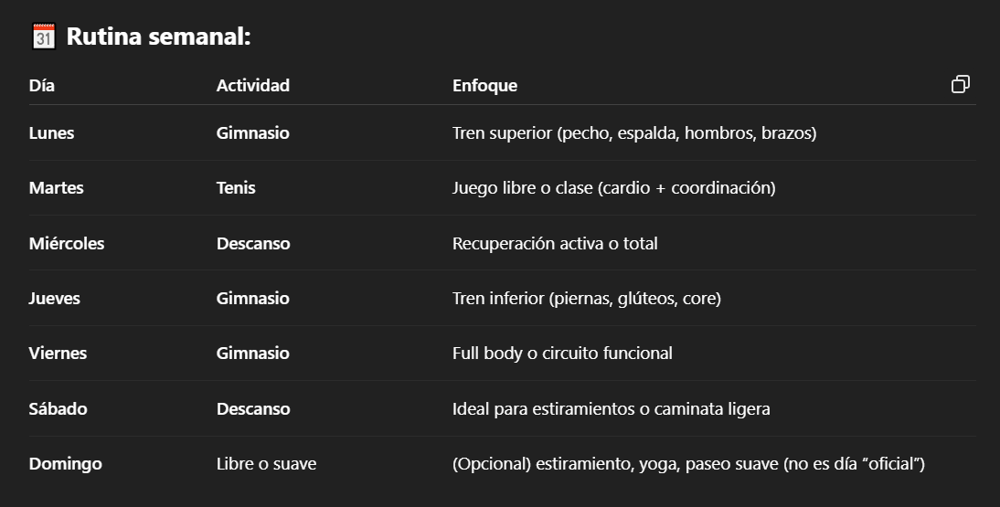 31 Rutina semanal:
Día Actividad Enfoque
Lunes Gimnasio Tren superior (pecho, espalda, hombros, brazos)
Martes Tenis Juego libre o clase (cardio + coordinación)
Miércoles Descanso Recuperación activa o total
Jueves Gimnasio Tren inferior (piernas, glúteos, core)
Viernes Gimnasio Full body o circuito funcional
Sábado Descanso Ideal para estiramientos o caminata ligera
Domingo Libre o suave (Opcional) estiramiento, yoga, paseo suave (no es día “oficial”)